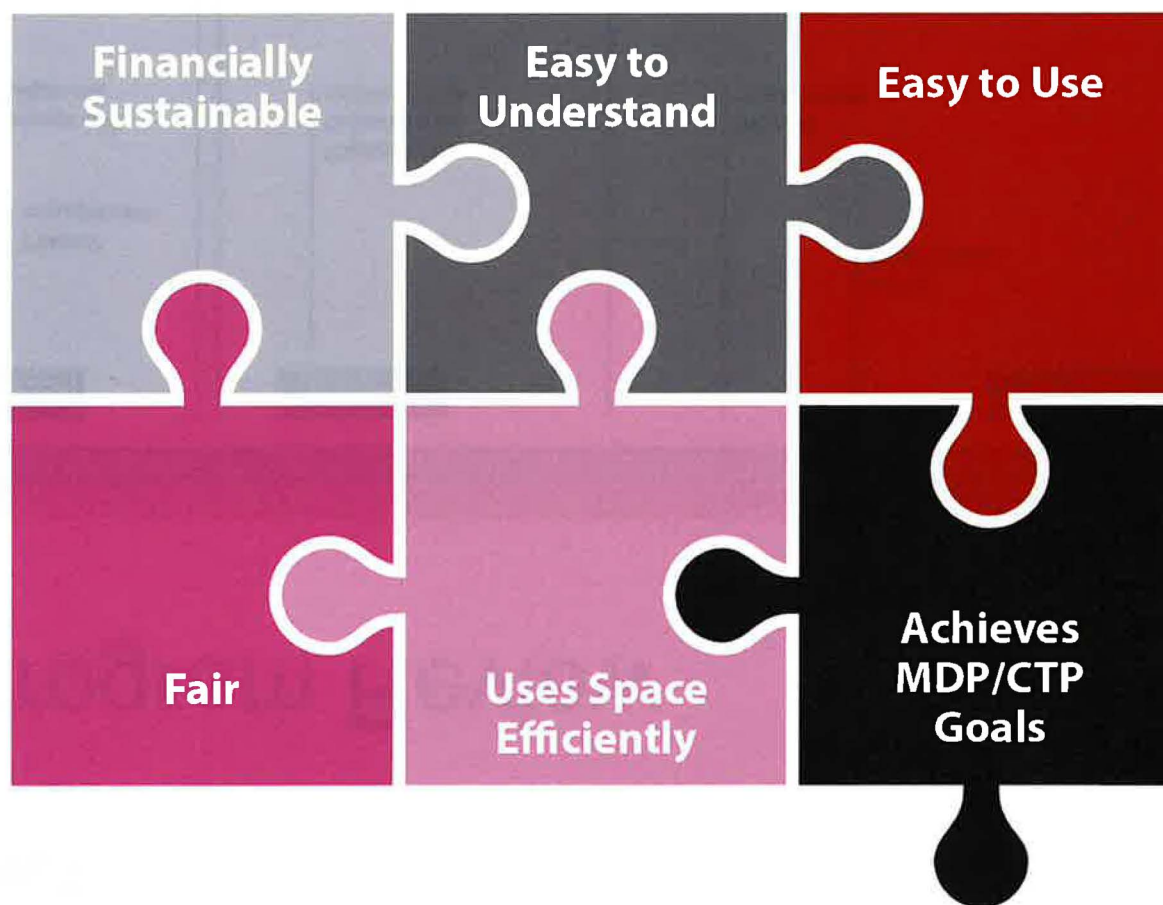 Financially
Sustainable
Easy to
Understand
Easy to Use
Fair
Uses Space
Efficiently
Achieves
MDP/CTP
Goals